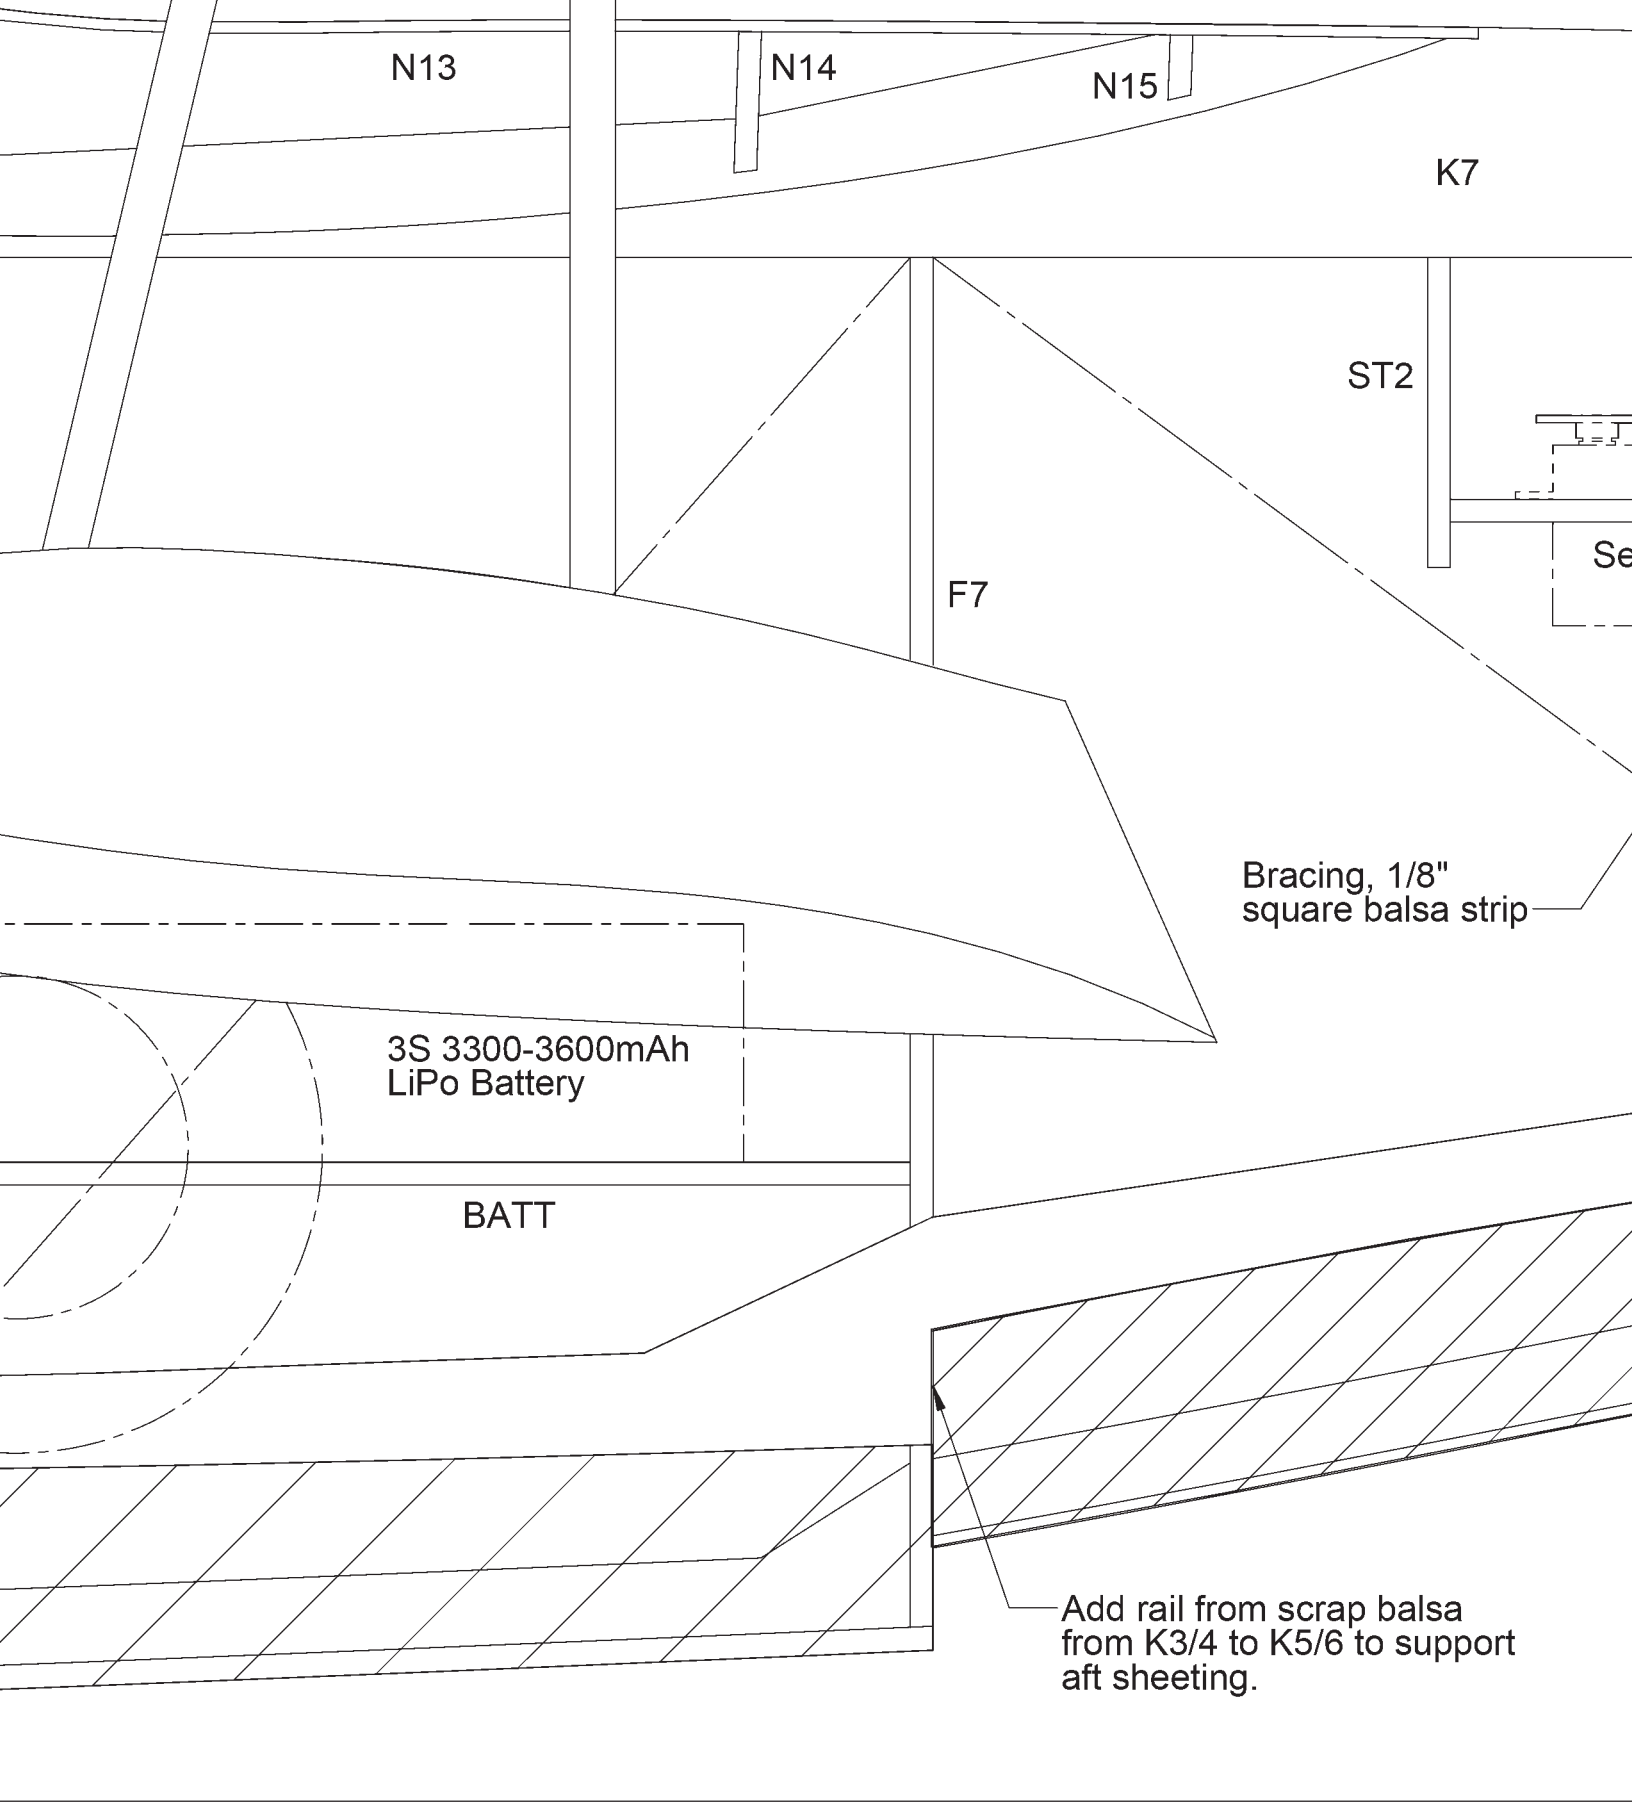 N13
N14
N15
K7
ST2
Se
F7
Bracing, 1/8"
square balsa strip
3S 3300-3600mAh
LiPo Battery
BATT
Add rail from scrap balsa
from K3/4 to K5/6 to support
aft sheeting.